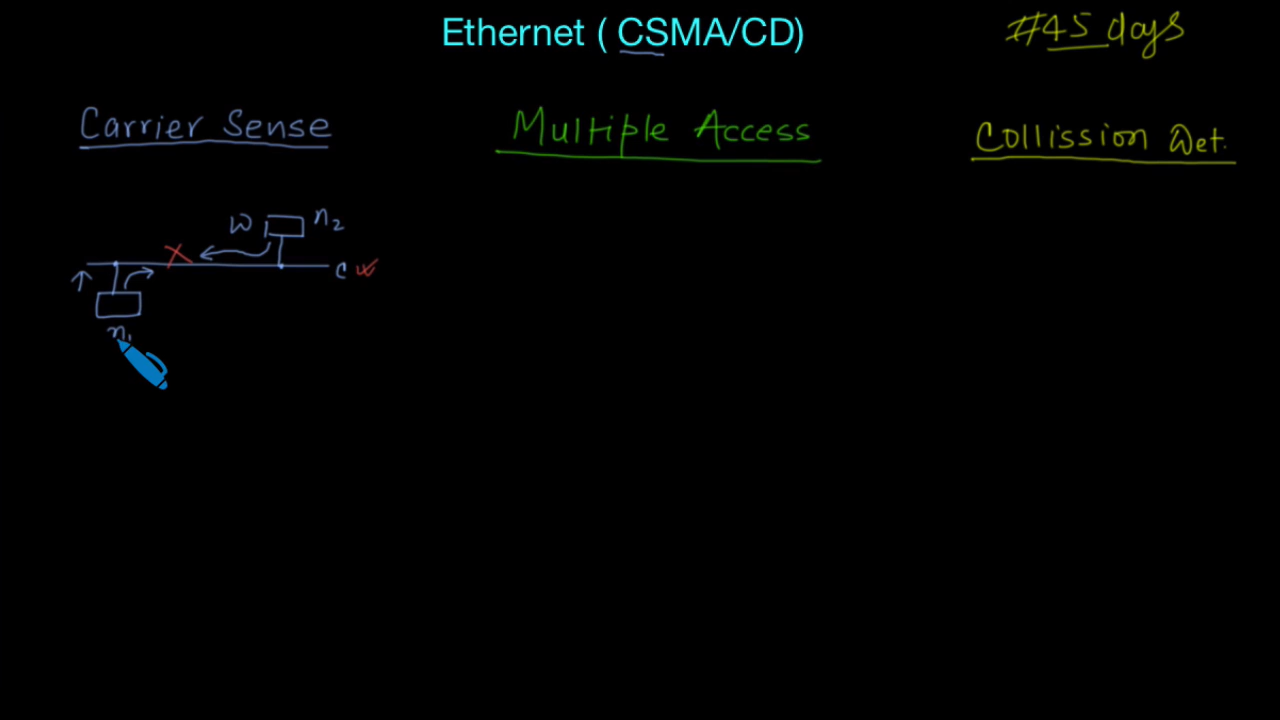 Ethernet ( CSMA/CD)
#45 days
Carrier Sense
Multiple Access
Collission Det.
W
n2
C
n1